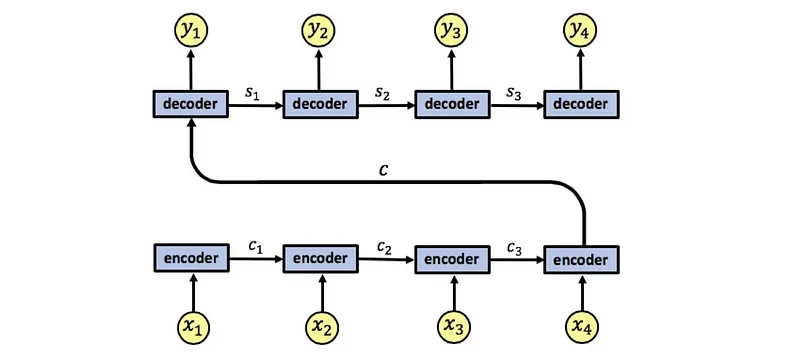 y₁ y₂ y₃ y₄
decoder s₁ decoder s₂ decoder s₃ decoder
c
encoder c₁ encoder c₂ encoder c₃ encoder
x₁ x₂ x₃ x₄